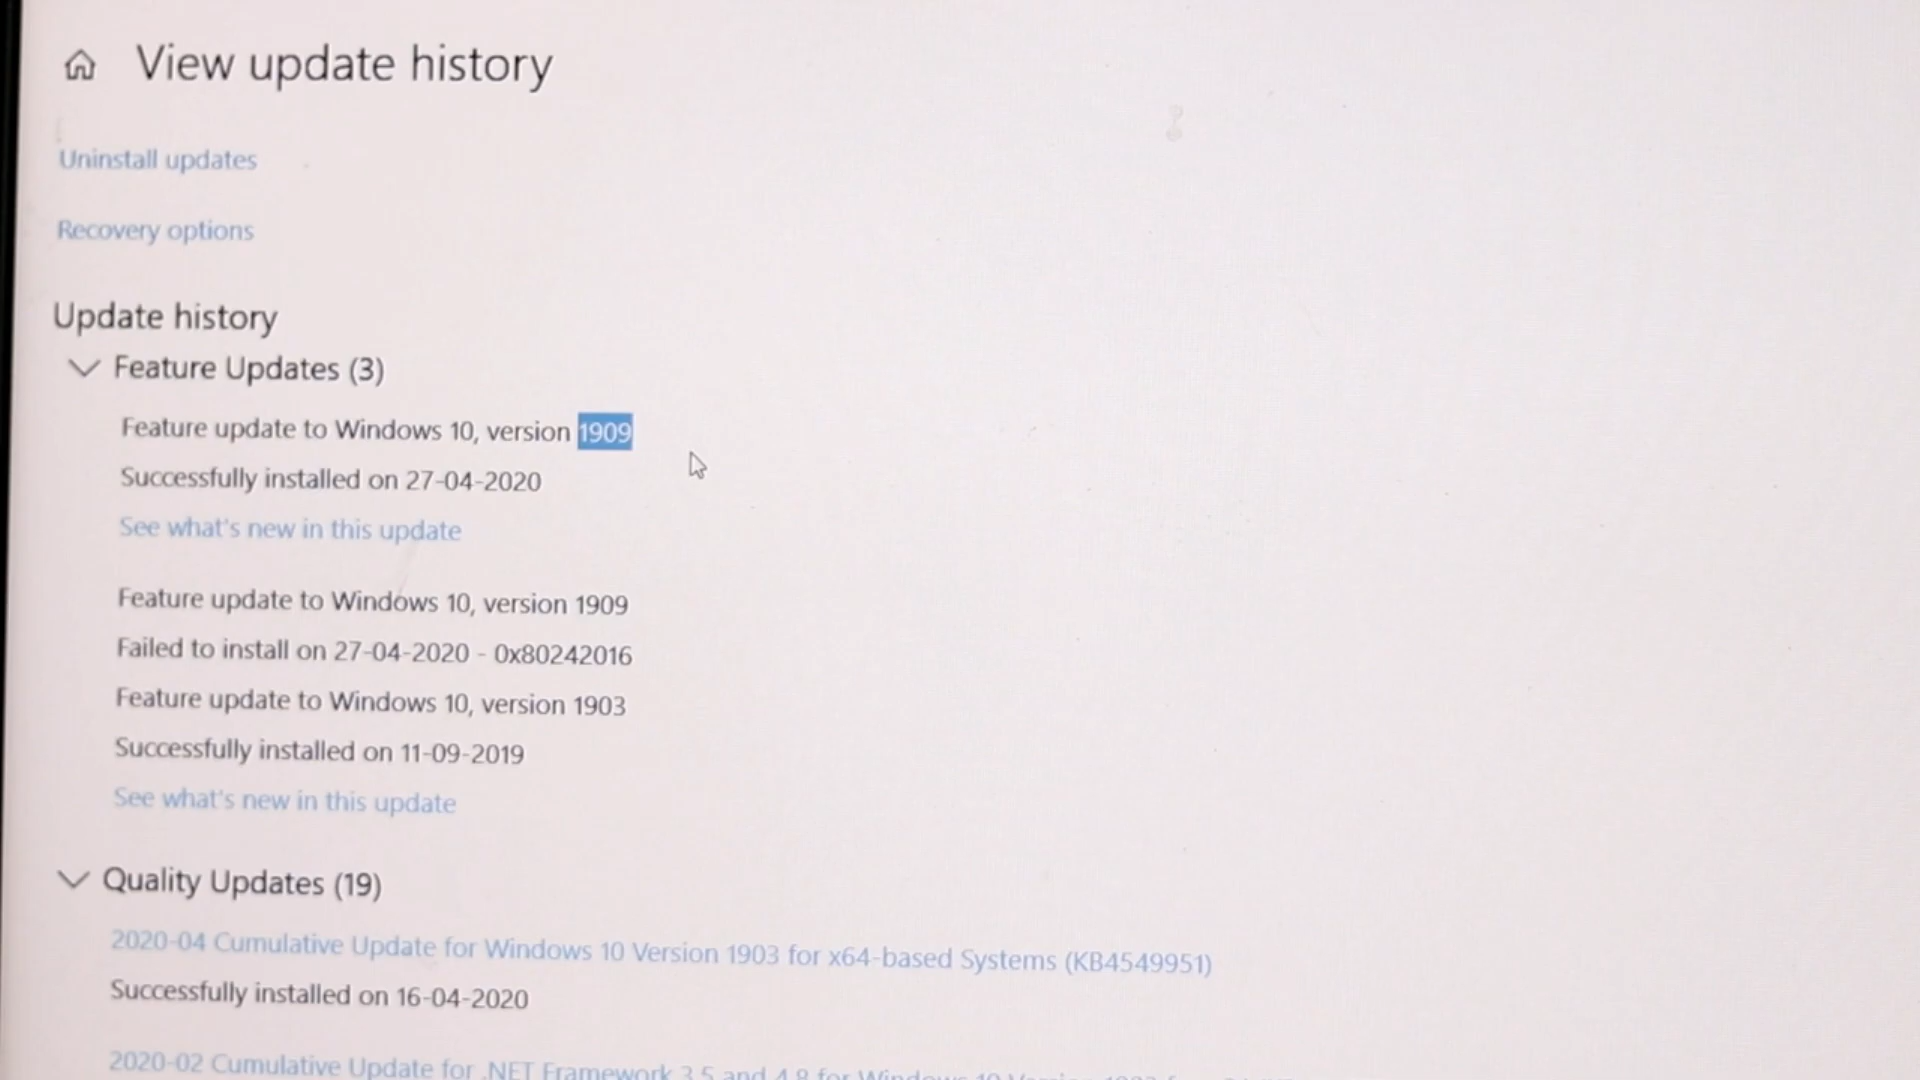 View update history
Uninstall updates
Recovery options
Update history
Feature Updates (3)
Feature update to Windows 10, version 1909
Successfully installed on 27-04-2020
See what's new in this update
Feature update to Windows 10, version 1909
Failed to install on 27-04-2020 - 0x80242016
Feature update to Windows 10, version 1903
Successfully installed on 11-09-2019
See what's new in this update
Quality Updates (19)
2020-04 Cumulative Update for Windows 10 Version 1903 for x64-based Systems (KB4549951)
Successfully installed on 16-04-2020
2020-02 Cumulative Update for .NET Framework 3.5 and 4.8 for Windows 10 Version